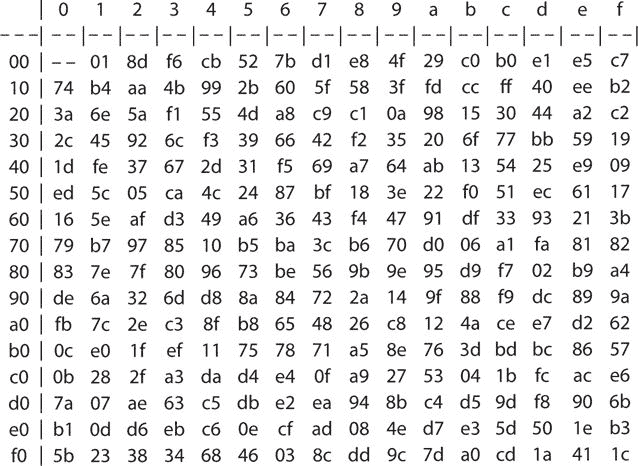 | 0 1 2 3 4 5 6 7 8 9 a b c d e f
---|---|---|---|---|---|---|---|---|---|---|---|---|---|---|---|---|
00 | -- 01 8d f6 cb 52 7b d1 e8 4f 29 c0 b0 e1 e5 c7
10 | 74 b4 aa 4b 99 2b 60 5f 58 3f fd cc ff 40 ee b2
20 | 3a 6e 5a f1 55 4d a8 c9 c1 0a 98 15 30 44 a2 c2
30 | 2c 45 92 6c f3 39 66 42 f2 35 20 6f 77 bb 59 19
40 | 1d fe 37 67 2d 31 f5 69 a7 64 ab 13 54 25 e9 09
50 | ed 5c 05 ca 4c 24 87 bf 18 3e 22 f0 51 ec 61 17
60 | 16 5e af d3 49 a6 36 43 f4 47 91 df 33 93 21 3b
70 | 79 b7 97 85 10 b5 ba 3c b6 70 d0 06 a1 fa 81 82
80 | 83 7e 7f 80 96 73 be 56 9b 9e 95 d9 f7 02 b9 a4
90 | de 6a 32 6d d8 8a 84 72 2a 14 9f 88 f9 dc 89 9a
a0 | fb 7c 2e c3 8f b8 65 48 26 c8 12 4a ce e7 d2 62
b0 | 0c e0 1f ef 11 75 78 71 a5 8e 76 3d bd bc 86 57
c0 | 0b 28 2f a3 da d4 e4 0f a9 27 53 04 1b fc ac e6
d0 | 7a 07 ae 63 c5 db e2 ea 94 8b c4 d5 9d f8 90 6b
e0 | b1 0d d6 eb c6 0e cf ad 08 4e d7 e3 5d 50 1e b3
f0 | 5b 23 38 34 68 46 03 8c dd 9c 7d a0 cd 1a 41 1c